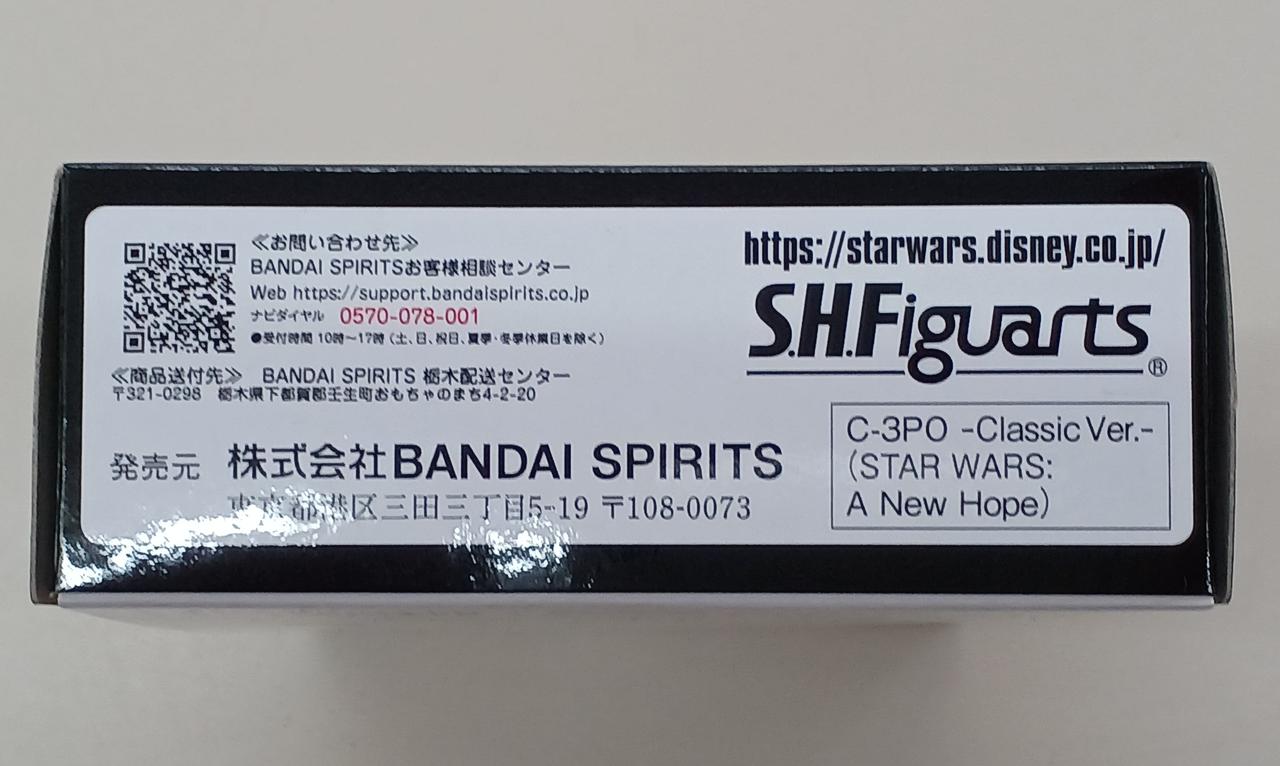 ≪お問い合わせ先≫
BANDAI SPIRITSお客様相談センター
Web https://support.bandaispirits.co.jp
ナビダイヤル 0570-078-001
●受付時間 10時～17時 (土、日、祝日、夏季・冬季休業日を除く)
≪商品送付先≫ BANDAI SPIRITS 栃木配送センター
〒321-0298 栃木県下都賀郡壬生町おもちゃのまち4-2-20
発売元 株式会社BANDAI SPIRITS
東京都港区三田三丁目5-19 〒108-0073
https://starwars.disney.co.jp/
S.H.Figuarts®
C-3PO -Classic Ver.-
(STAR WARS:
A New Hope)